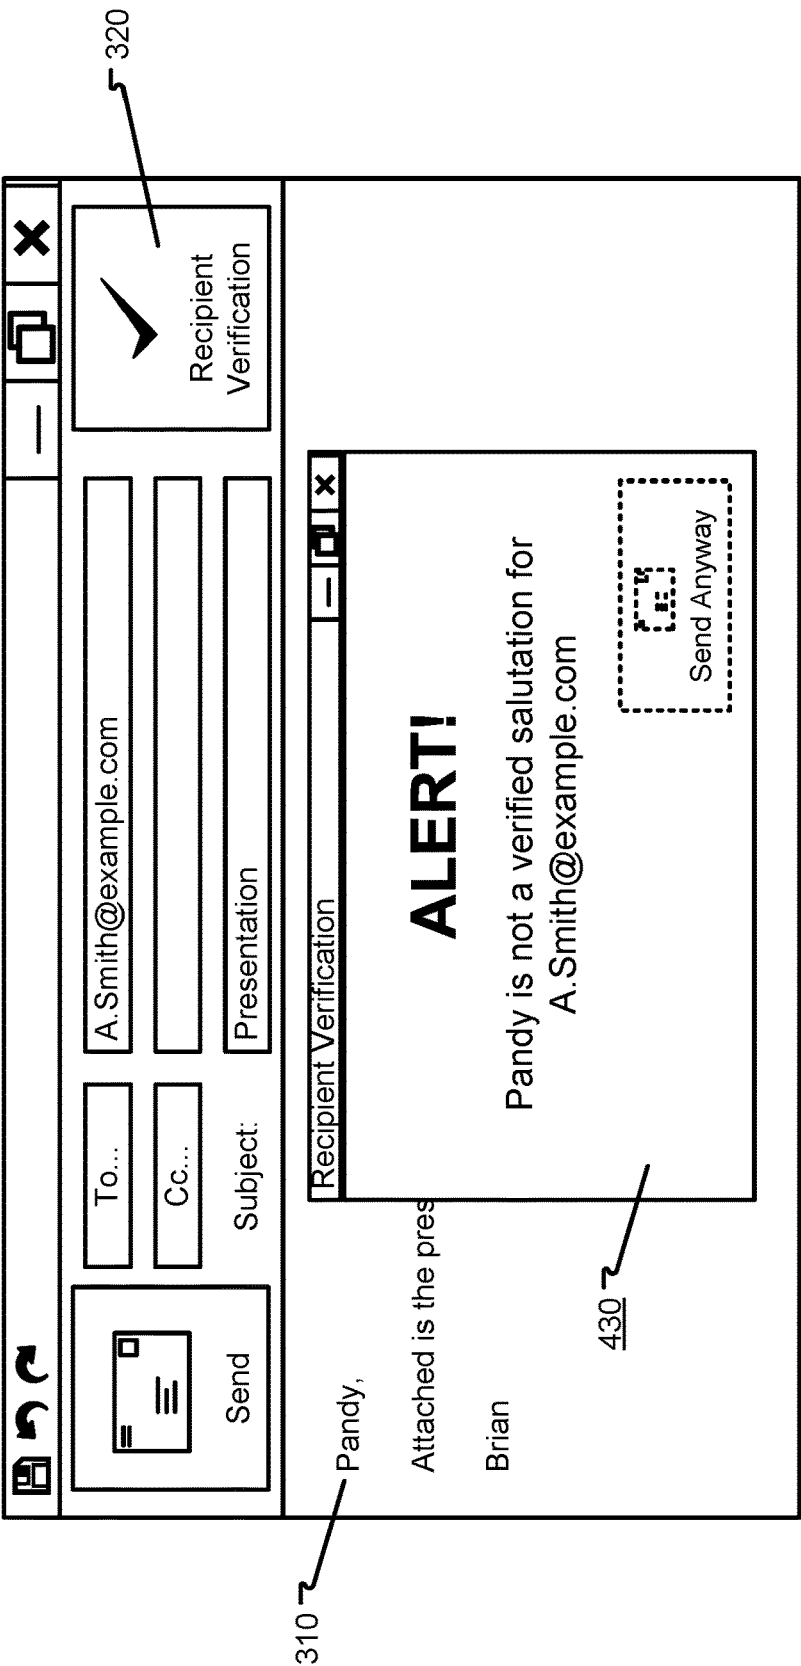 320
Recipient
Verification
Send
To...
A.Smith@example.com
Cc...
Subject:
Presentation
310
Pandy,
Attached is the pres
Brian
Recipient Verification
ALERT!
Pandy is not a verified salutation for
A.Smith@example.com
Send Anyway
430